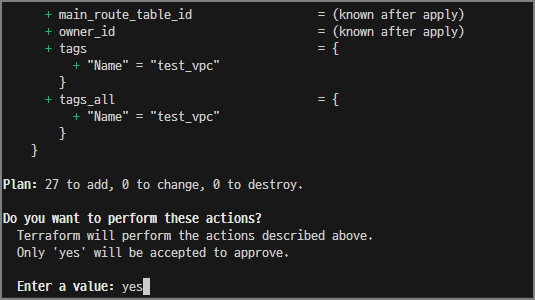 + main_route_table_id = (known after apply)
+ owner_id = (known after apply)
+ tags = {
+ "Name" = "test_vpc"
}
+ tags_all = {
+ "Name" = "test_vpc"
}
}
Plan: 27 to add, 0 to change, 0 to destroy.
Do you want to perform these actions?
Terraform will perform the actions described above.
Only 'yes' will be accepted to approve.
Enter a value: yes